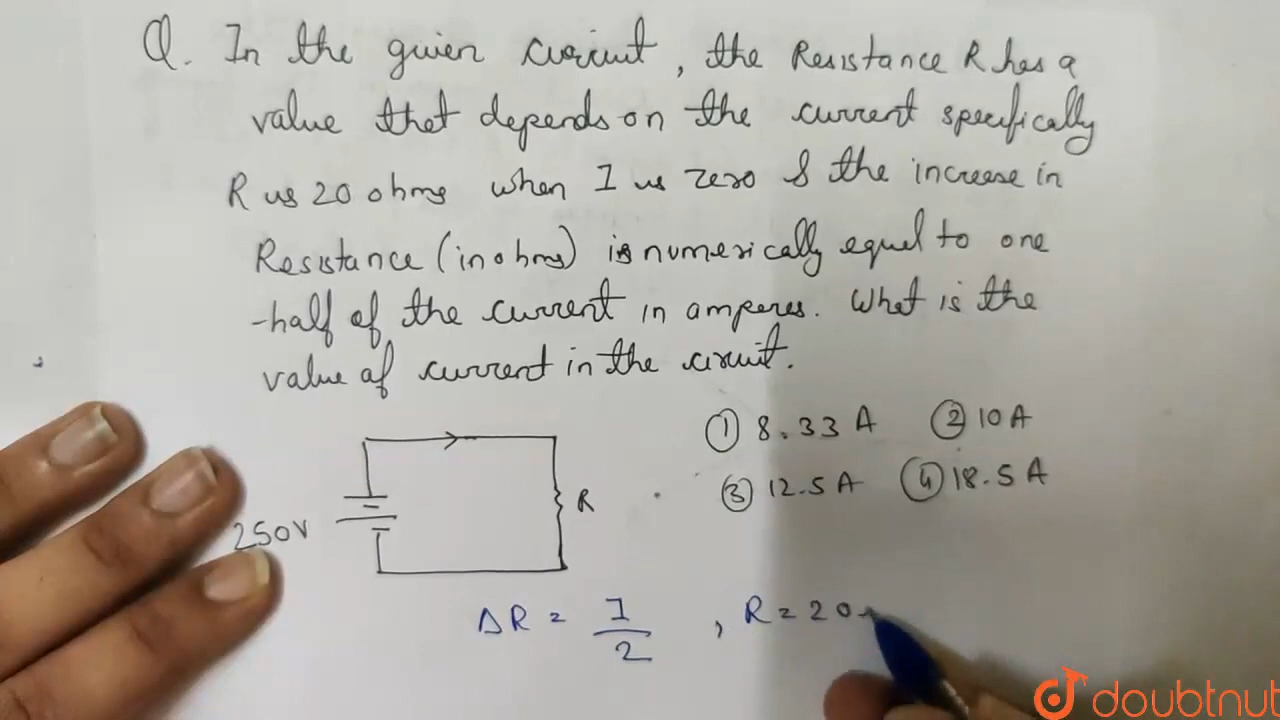 Q. In the given circuit, the Resistance R has a
value that depends on the current specifically
R is 20 ohms when I is zero & the increase in
Resistance (in ohms) is numerically equal to one
-half of the current in amperes. What is the
value of current in the circuit.
① 8.33 A ② 10 A
③ 12.5 A ④ 18.5 A
250V
R
ΔR = I/2 , R = 20
doubtnut